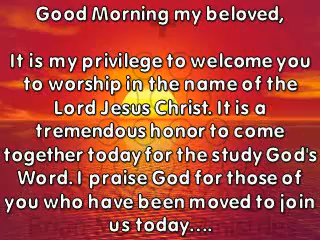 Good Morning my beloved,
It is my privilege to welcome you
to worship in the name of the
Lord Jesus Christ. It is a
tremendous honor to come
together today for the study God's
Word. I praise God for those of
you who have been moved to join
us today....